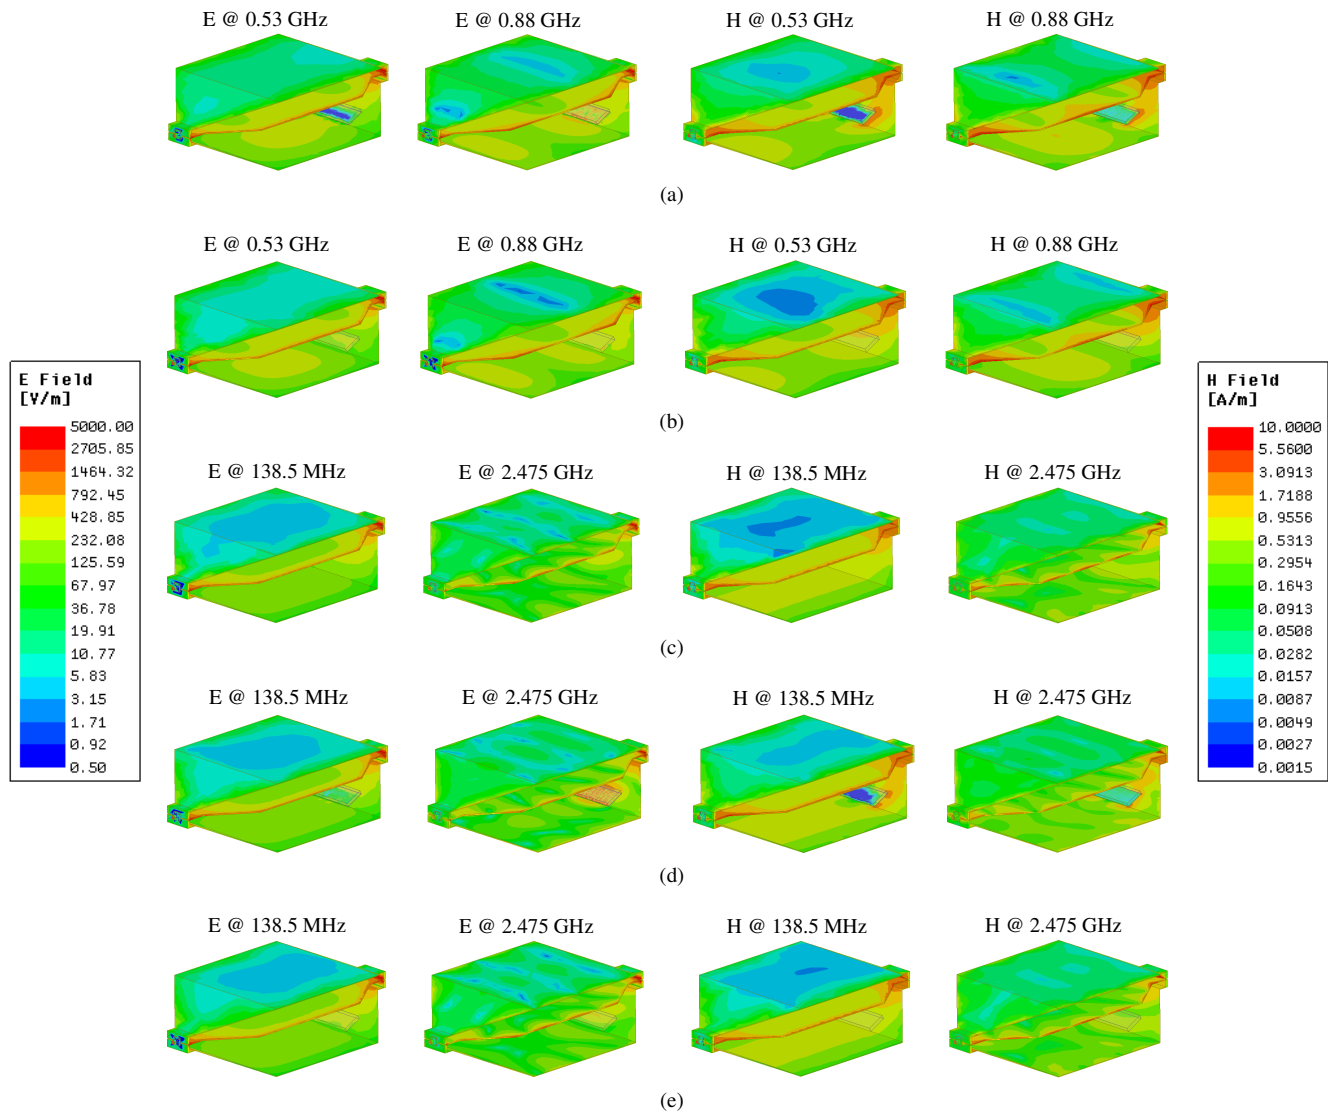 E @ 0.53 GHz
E @ 0.88 GHz
H @ 0.53 GHz
H @ 0.88 GHz
(a)
E @ 0.53 GHz
E @ 0.88 GHz
H @ 0.53 GHz
H @ 0.88 GHz
(b)
E Field
[V/m]
5000.00
2705.85
1464.32
792.45
428.85
232.08
125.59
67.97
36.78
19.91
10.77
5.83
3.15
1.71
0.92
0.50
H Field
[A/m]
10.0000
5.5600
3.0913
1.7188
0.9556
0.5313
0.2954
0.1643
0.0913
0.0508
0.0282
0.0157
0.0087
0.0049
0.0027
0.0015
E @ 138.5 MHz
E @ 2.475 GHz
H @ 138.5 MHz
H @ 2.475 GHz
(c)
E @ 138.5 MHz
E @ 2.475 GHz
H @ 138.5 MHz
H @ 2.475 GHz
(d)
E @ 138.5 MHz
E @ 2.475 GHz
H @ 138.5 MHz
H @ 2.475 GHz
(e)